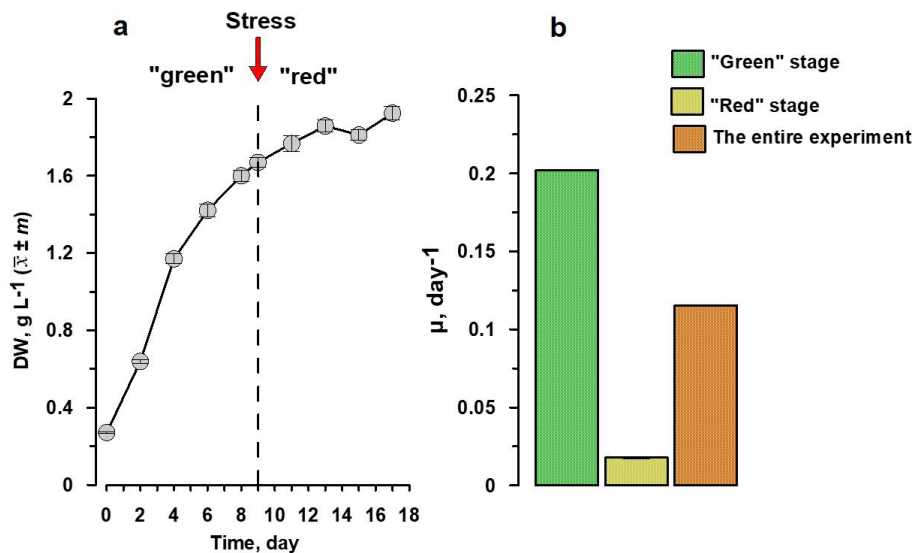 a
Stress
"green"
"red"
DW, g L-1 (x̄ ± m)
2
1.6
1.2
0.8
0.4
0
0 2 4 6 8 10 12 14 16 18
Time, day
b
"Green" stage
"Red" stage
The entire experiment
μ, day-1
0.25
0.2
0.15
0.1
0.05
0